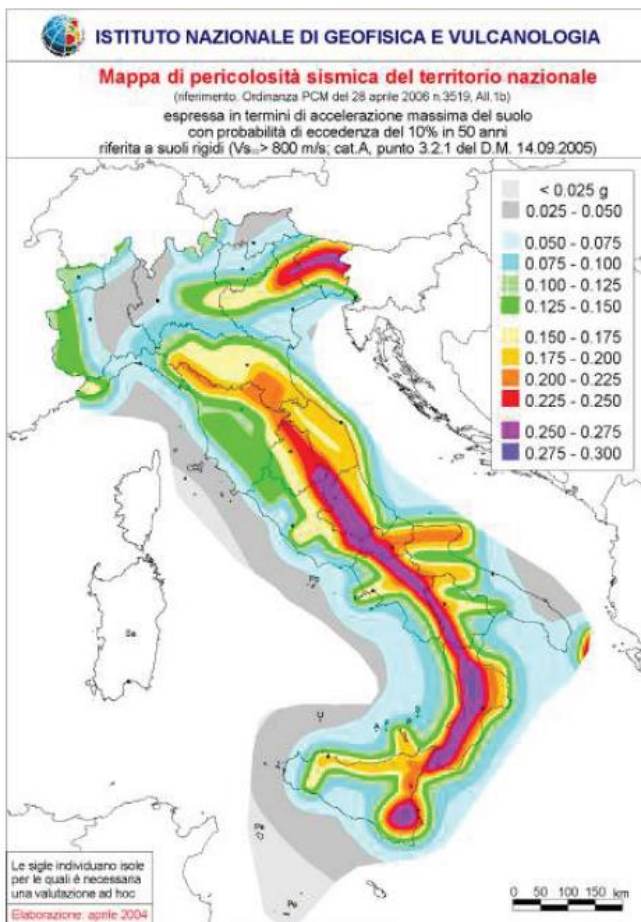 ISTITUTO NAZIONALE DI GEOFISICA E VULCANOLOGIA
Mappa di pericolosità sismica del territorio nazionale
(riferimento: Ordinanza PCM del 28 aprile 2006 n.3519, All.1b)
espressa in termini di accelerazione massima del suolo
con probabilità di eccedenza del 10% in 50 anni
riferita a suoli rigidi (Vs₃₀> 800 m/s; cat.A, punto 3.2.1 del D.M. 14.09.2005)
< 0.025 g
0.025 - 0.050
0.050 - 0.075
0.075 - 0.100
0.100 - 0.125
0.125 - 0.150
0.150 - 0.175
0.175 - 0.200
0.200 - 0.225
0.225 - 0.250
0.250 - 0.275
0.275 - 0.300
Sa
U
Pe
Le sigle individuano isole
per le quali è necessaria
una valutazione ad hoc
Elaborazione: aprile 2004
0 50 100 150 km